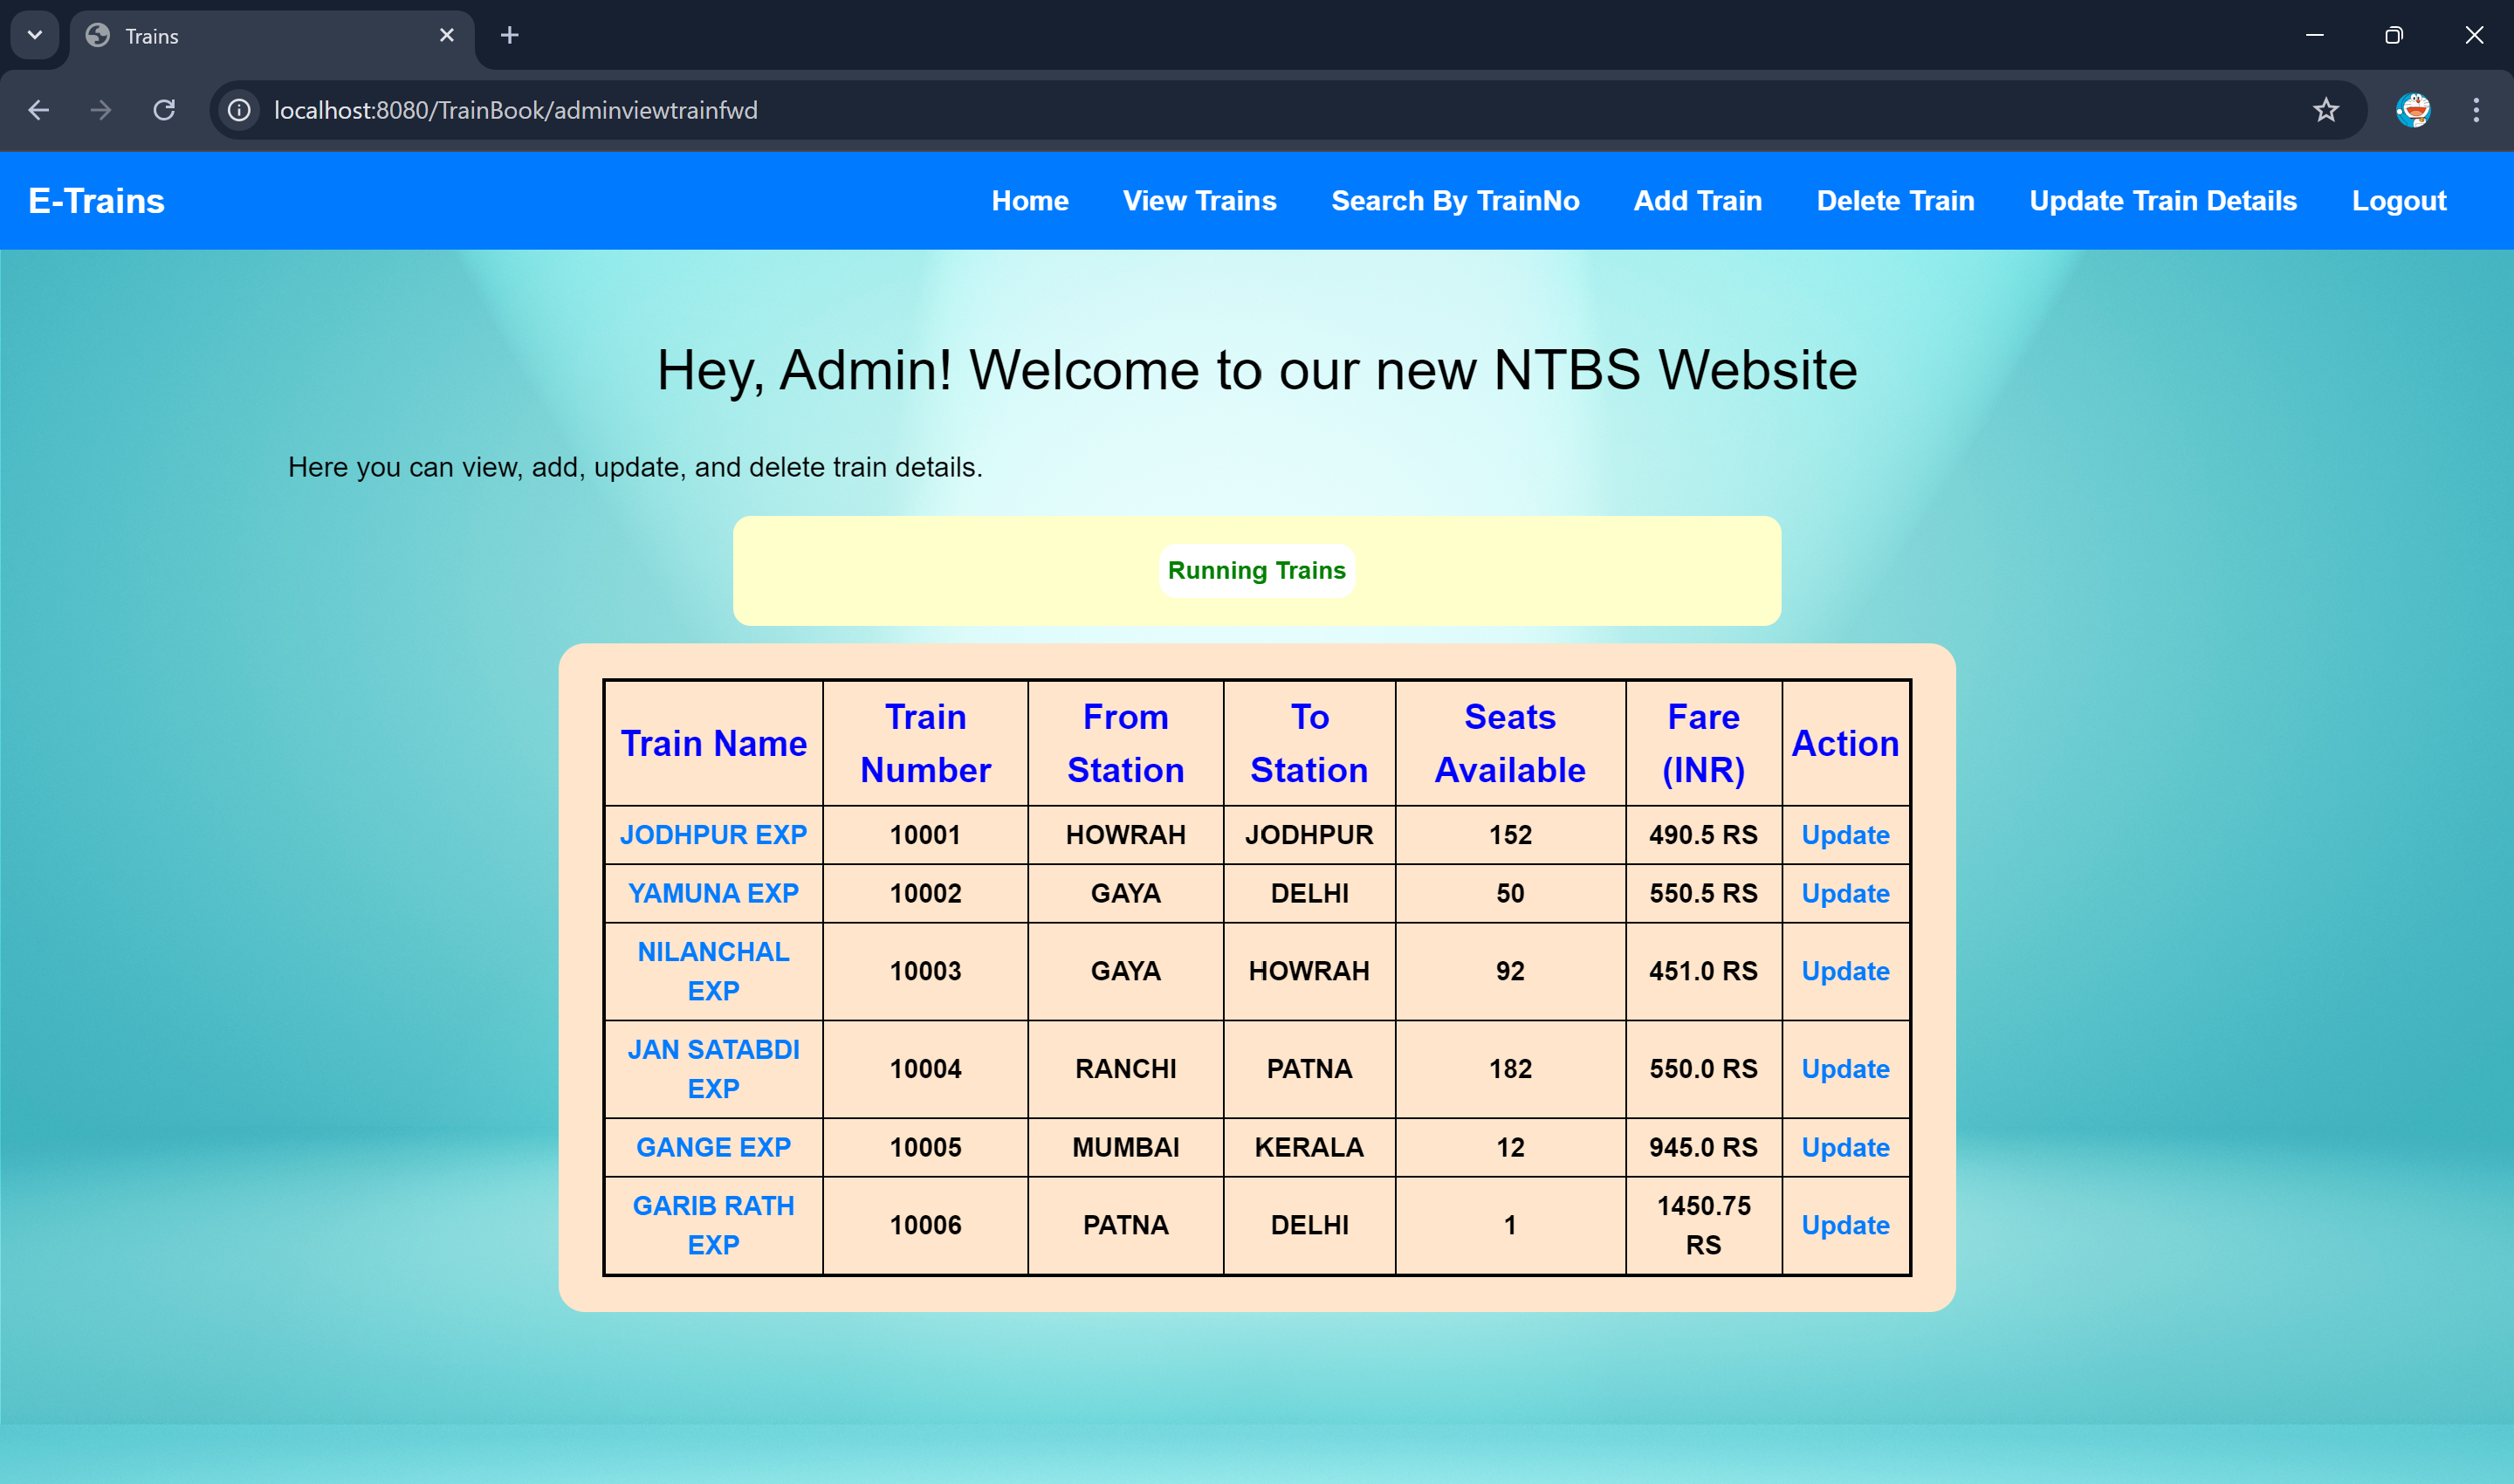 Trains
localhost:8080/TrainBook/adminviewtrainfwd
E-Trains Home View Trains Search By TrainNo Add Train Delete Train Update Train Details Logout
Hey, Admin! Welcome to our new NTBS Website
Here you can view, add, update, and delete train details.
Running Trains
Train Name Train Number From Station To Station Seats Available Fare (INR) Action
JODHPUR EXP 10001 HOWRAH JODHPUR 152 490.5 RS Update
YAMUNA EXP 10002 GAYA DELHI 50 550.5 RS Update
NILANCHAL EXP 10003 GAYA HOWRAH 92 451.0 RS Update
JAN SATABDI EXP 10004 RANCHI PATNA 182 550.0 RS Update
GANGE EXP 10005 MUMBAI KERALA 12 945.0 RS Update
GARIB RATH EXP 10006 PATNA DELHI 1 1450.75 RS Update